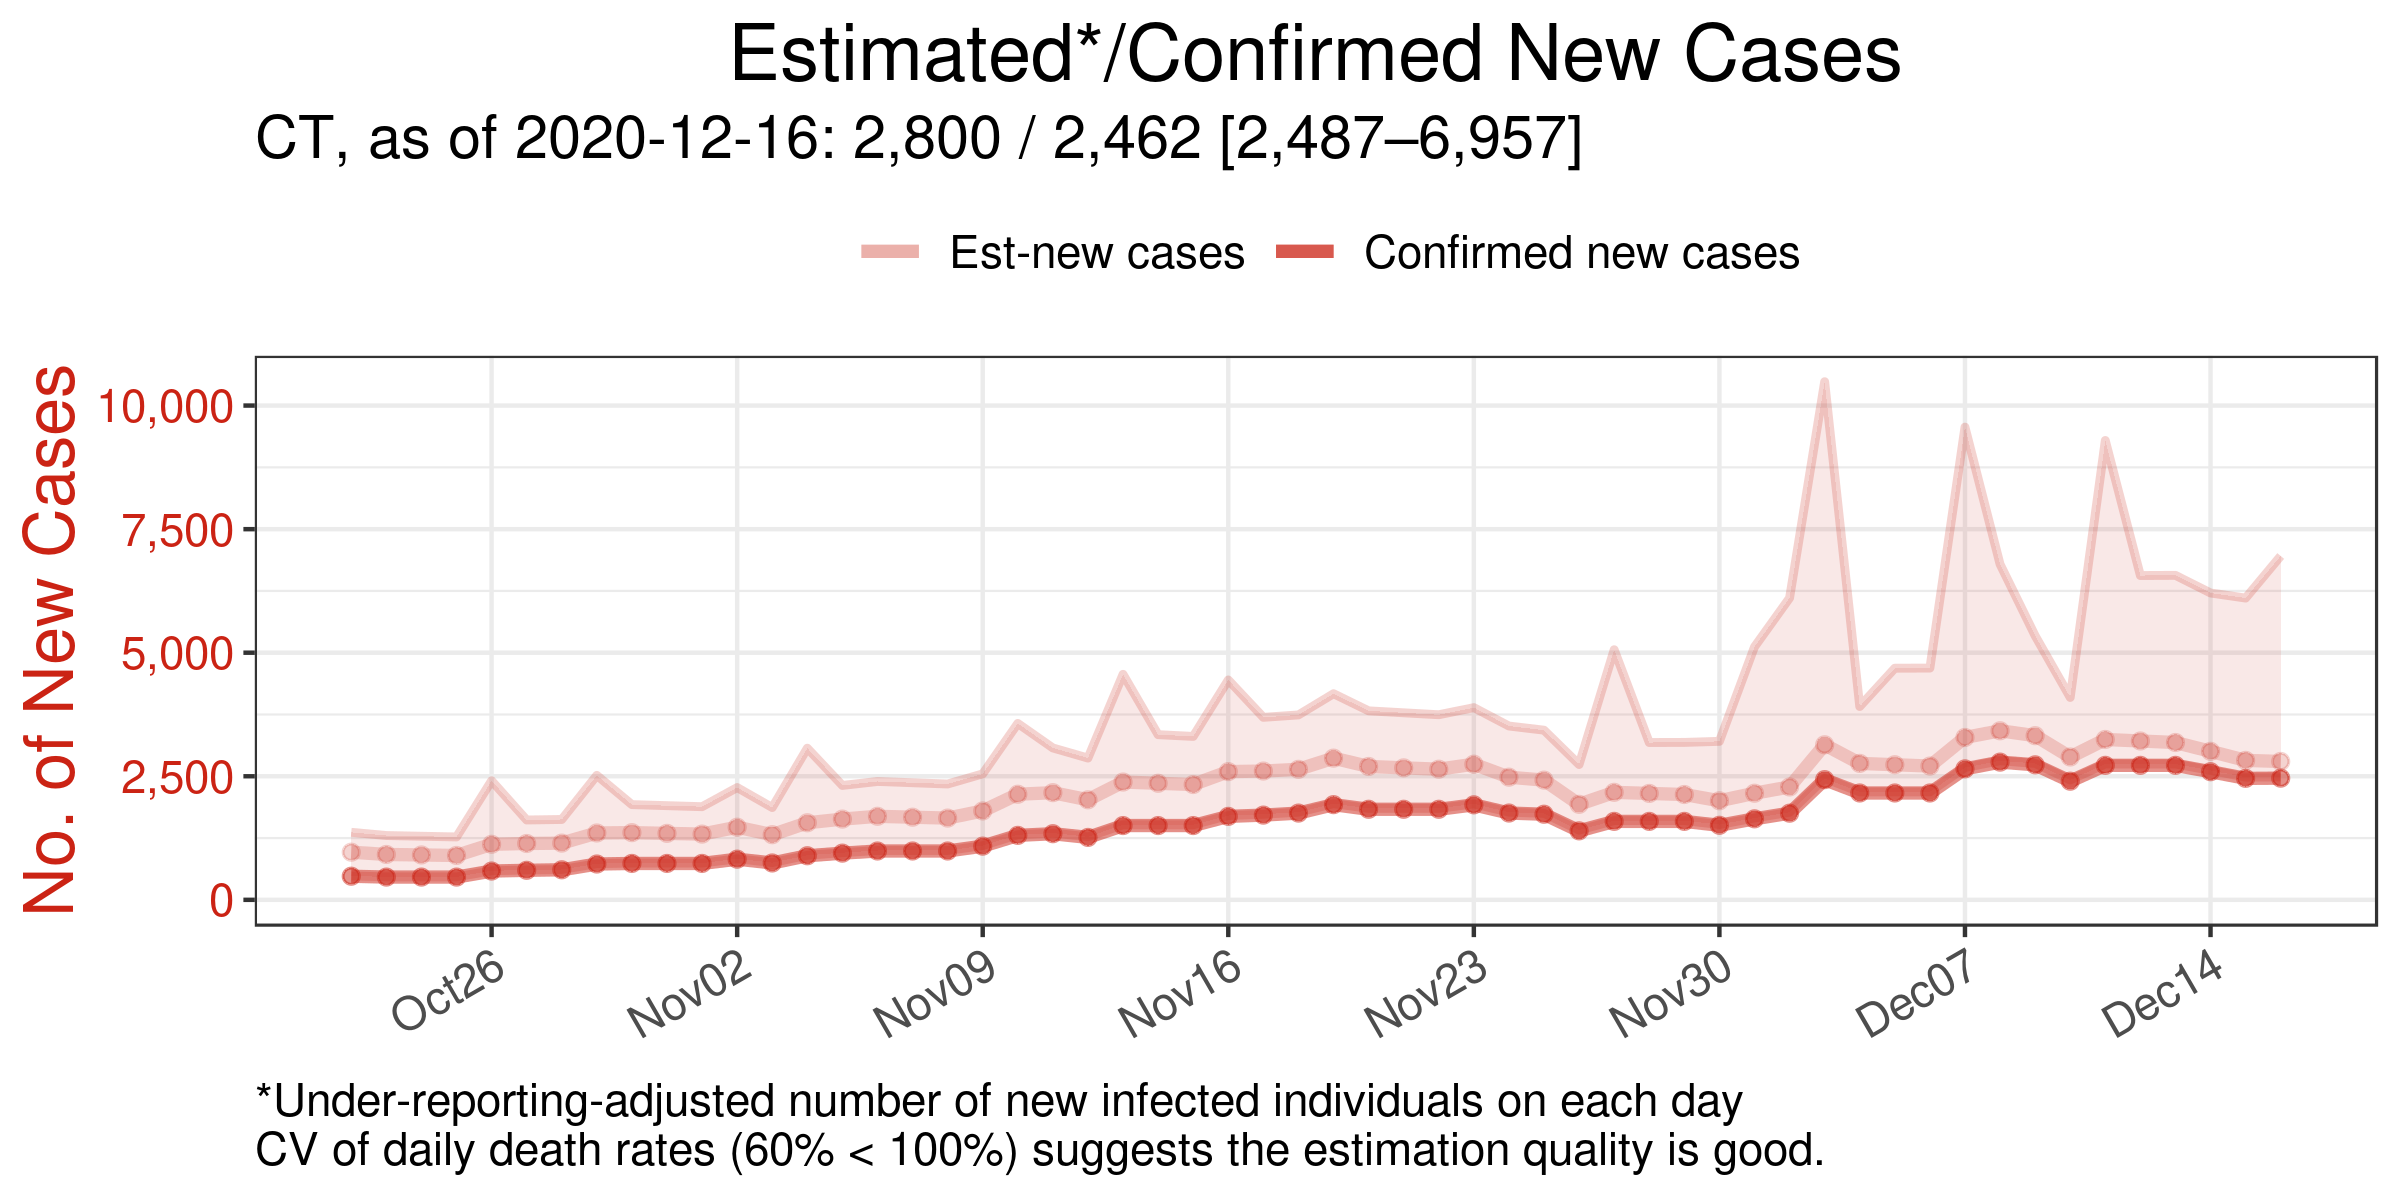 Estimated*/Confirmed New Cases
CT, as of 2020-12-16: 2,800 / 2,462 [2,487–6,957]
Est-new cases Confirmed new cases
No. of New Cases
10,000
7,500
5,000
2,500
0
Oct26 Nov02 Nov09 Nov16 Nov23 Nov30 Dec07 Dec14
*Under-reporting-adjusted number of new infected individuals on each day
CV of daily death rates (60% < 100%) suggests the estimation quality is good.